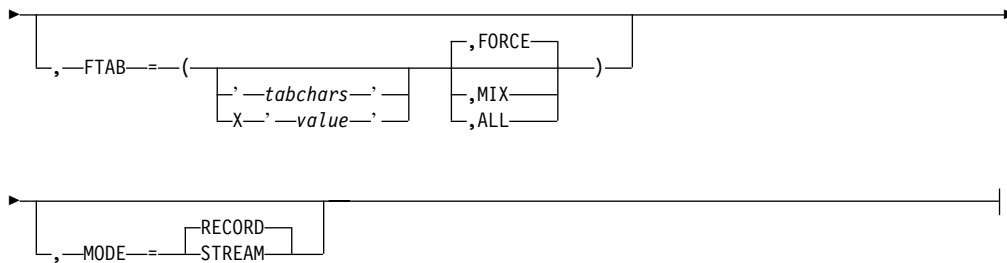 ,FORCE
, FTAB = ( )
' tabchars ' ,MIX
X ' value ' ,ALL
RECORD
, MODE = STREAM